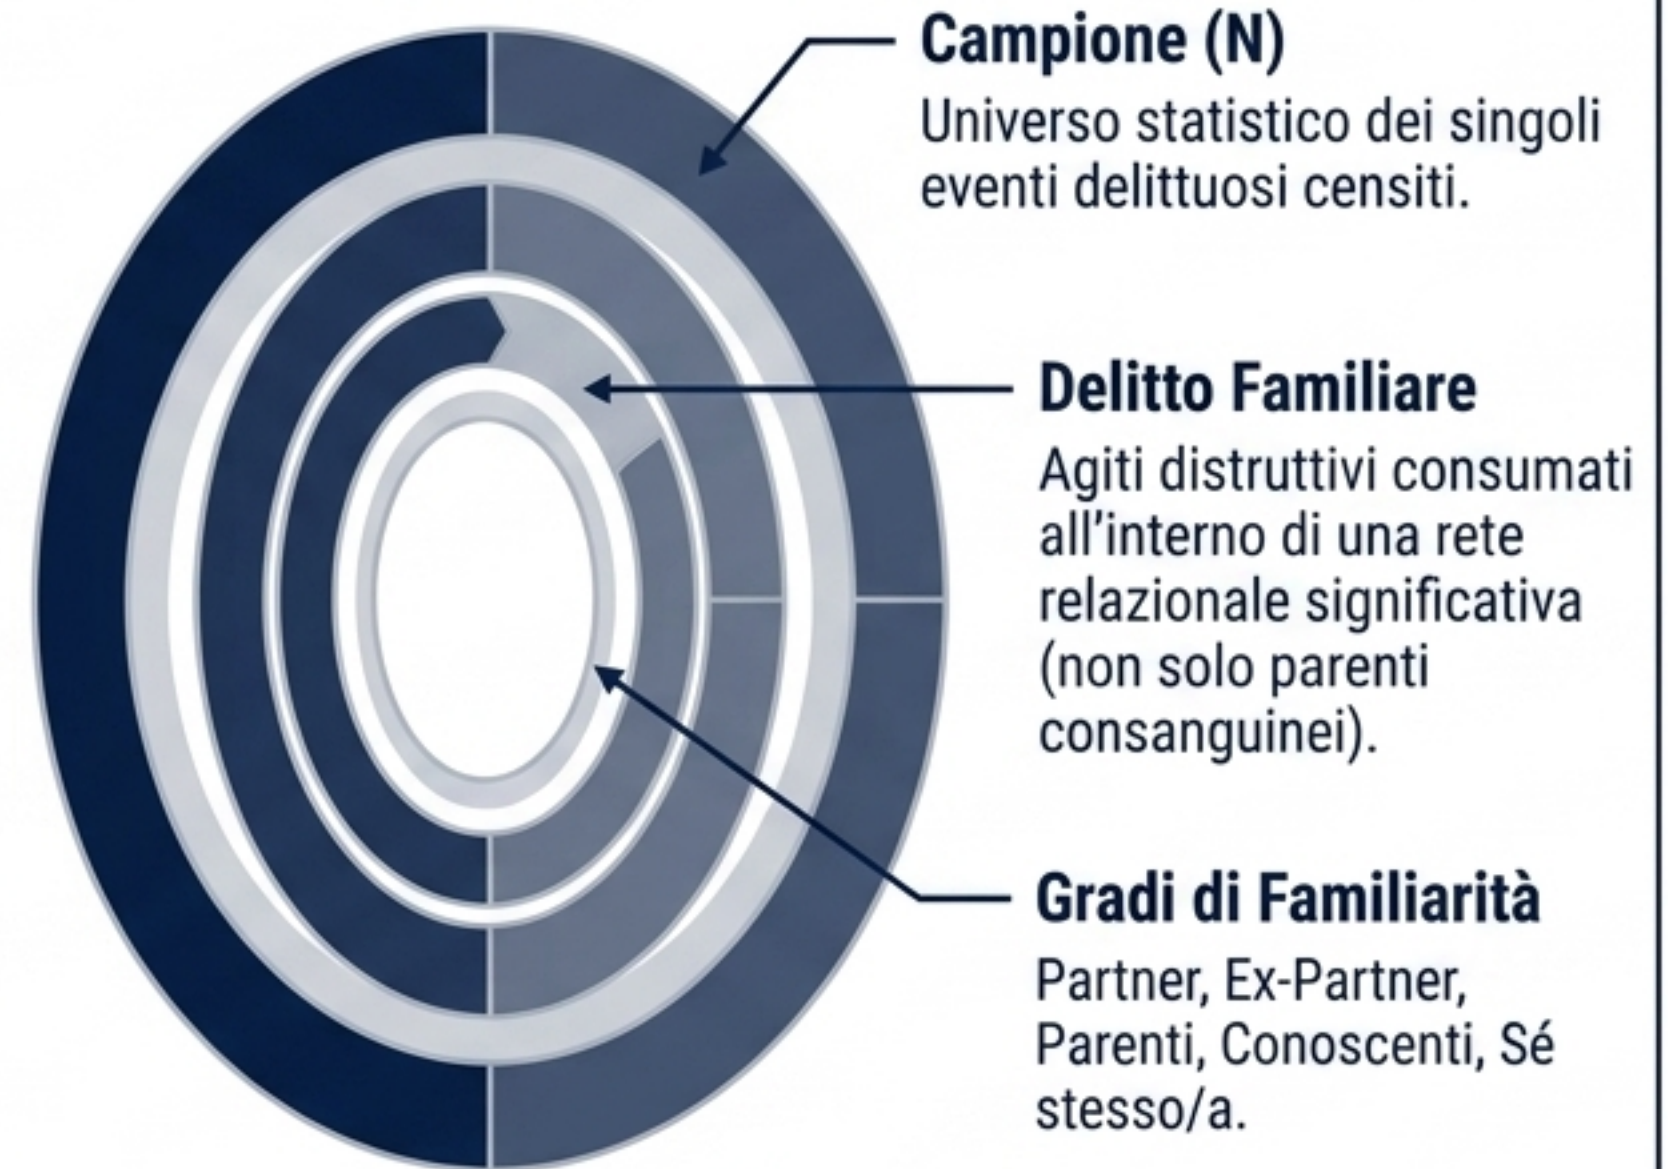 Campione (N)
Universo statistico dei singoli
eventi delittuosi censiti.
Delitto Familiare
Agiti distruttivi consumati
all’interno di una rete
relazionale significativa
(non solo parenti
consanguinei).
Gradi di Familiarità
Partner, Ex-Partner,
Parenti, Conoscenti, Sé
stesso/a.